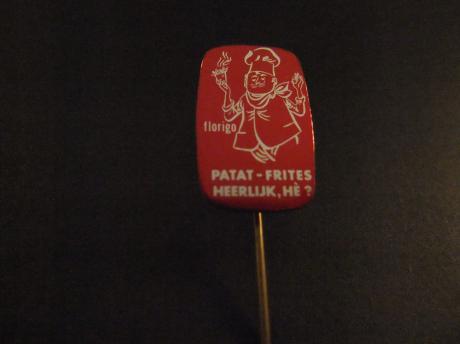 florigo
PATAT-FRITES
HEERLIJK, HÈ?